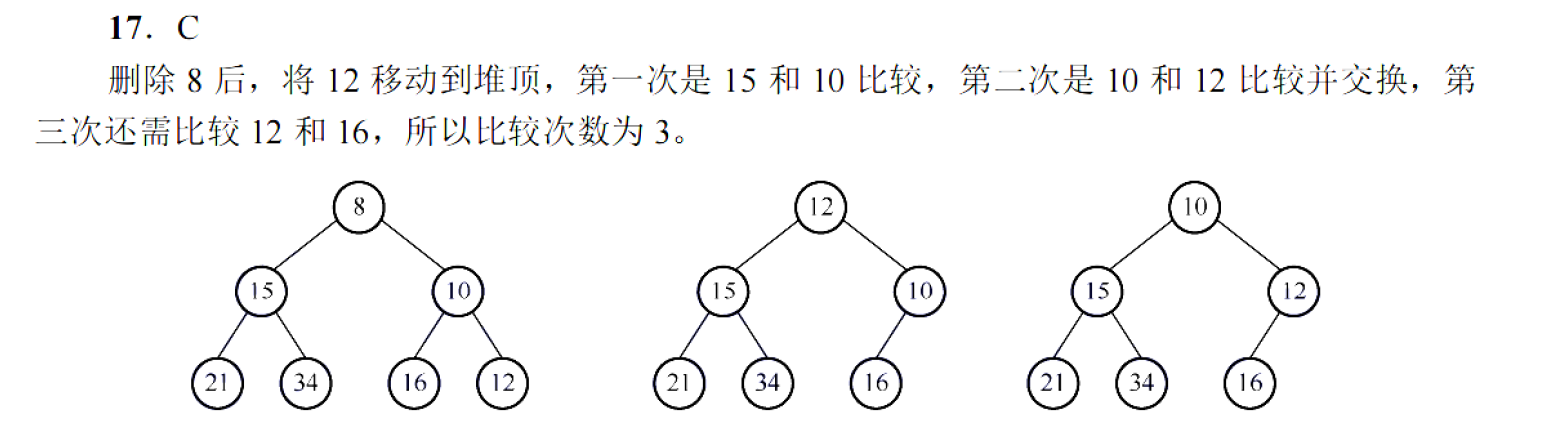 17．C
删除 8 后，将 12 移动到堆顶，第一次是 15 和 10 比较，第二次是 10 和 12 比较并交换，第
三次还需比较 12 和 16，所以比较次数为 3。
8 12 10
15 10 15 10 15 12
21 34 16 12 21 34 16 21 34 16